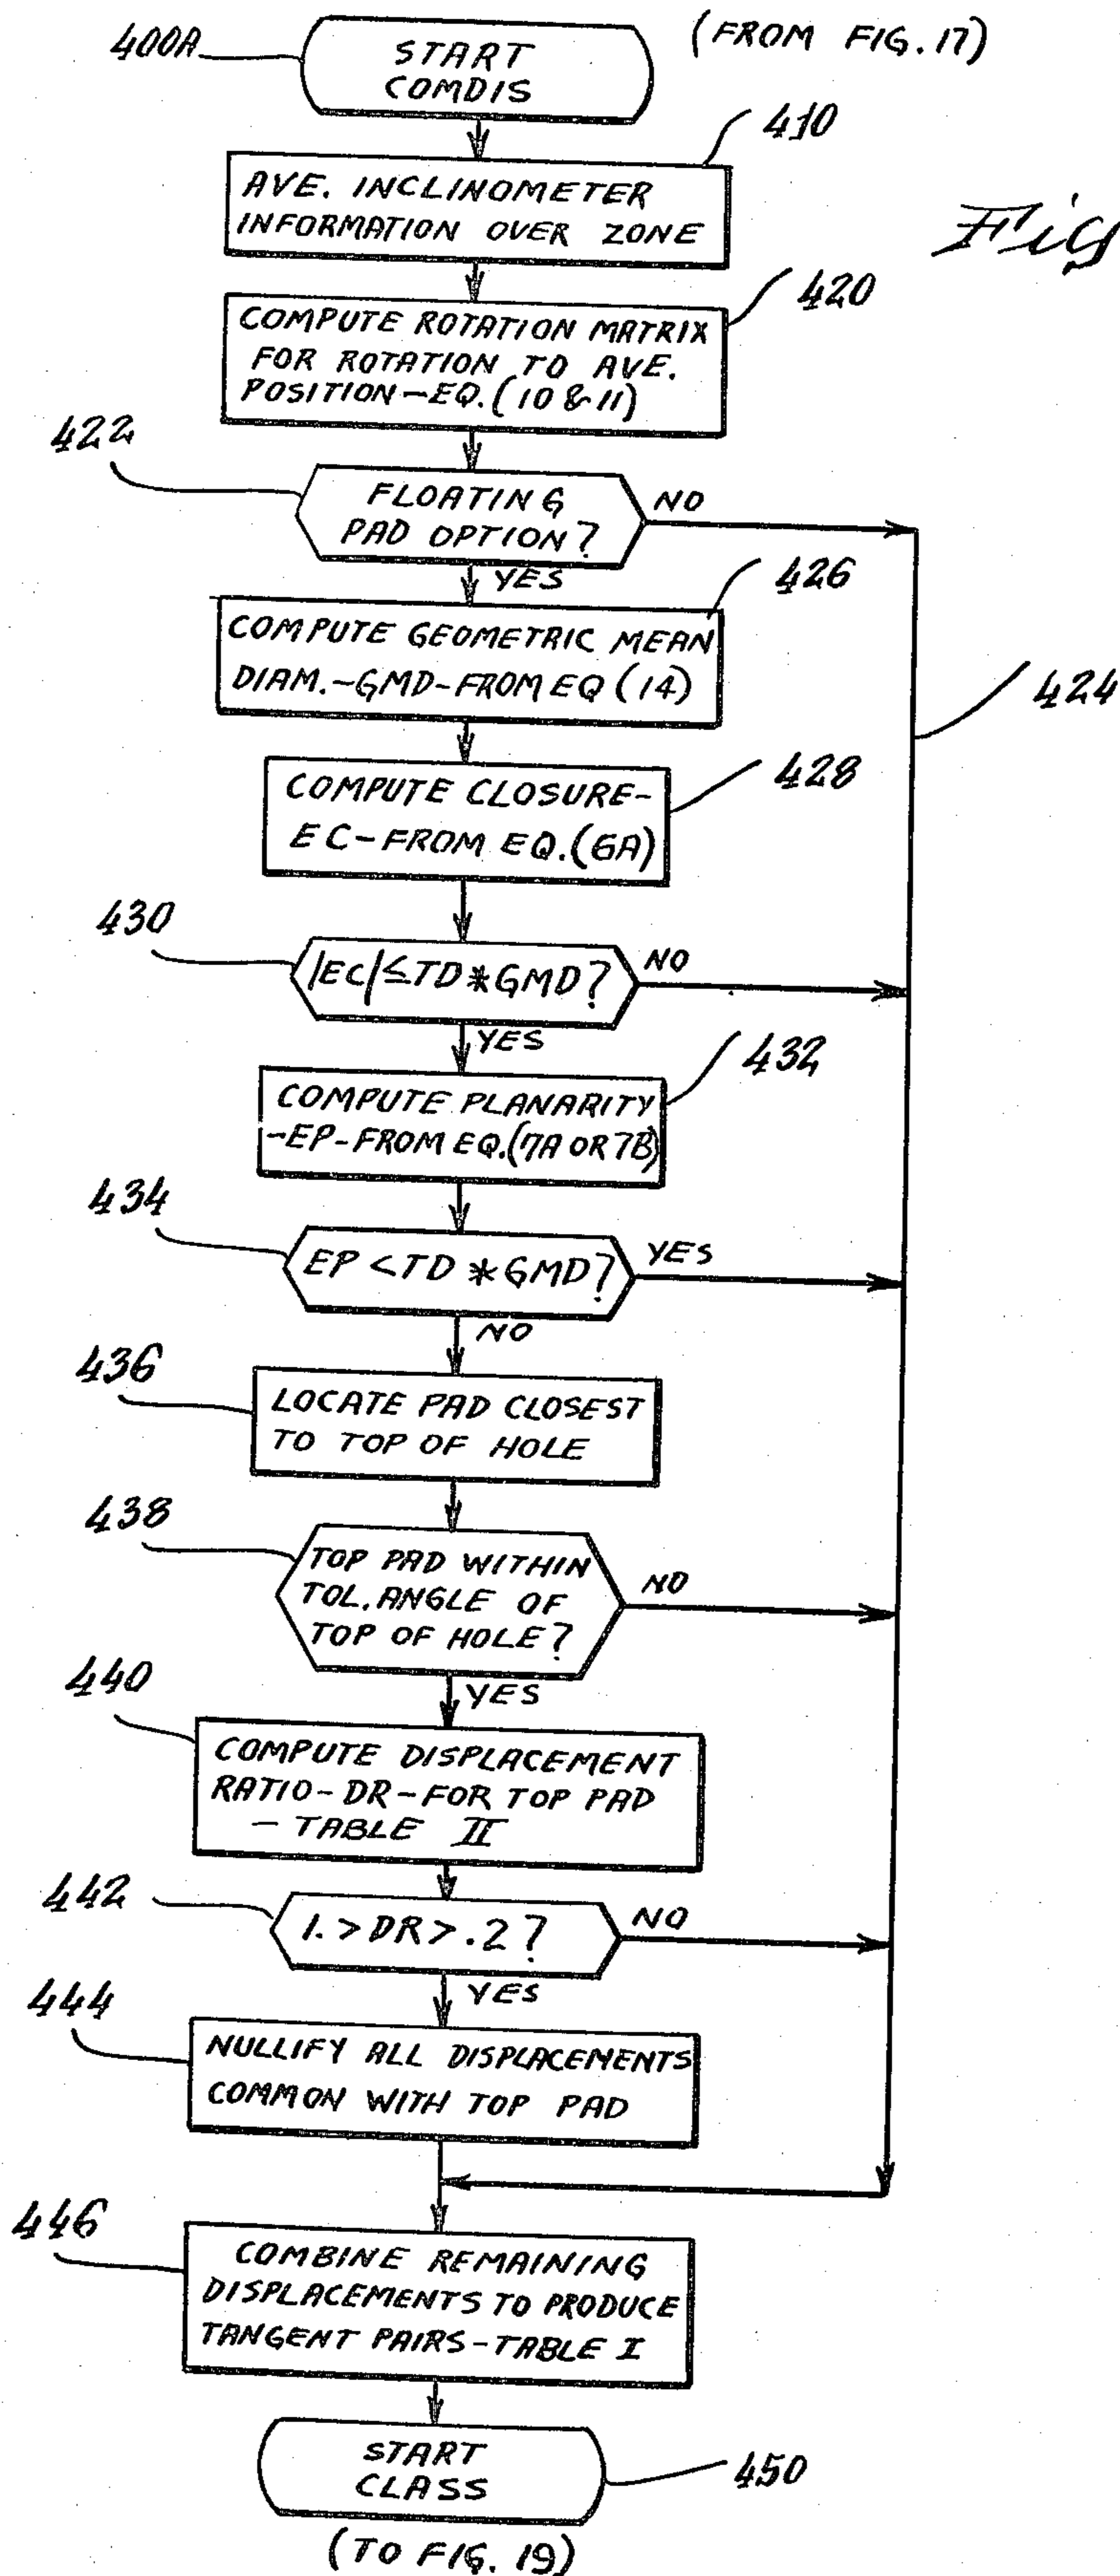 400A
START
COMDIS
(FROM FIG. 17)
410
AVE. INCLINOMETER
INFORMATION OVER ZONE
Fig
420
COMPUTE ROTATION MATRIX
FOR ROTATION TO AVE.
POSITION-EQ. (10 & 11)
422
FLOATING
PAD OPTION?
NO
YES
426
COMPUTE GEOMETRIC MEAN
DIAM.-GMD-FROM EQ (14)
424
428
COMPUTE CLOSURE-
EC-FROM EQ. (6A)
430
|EC|≤TD*GMD?
NO
YES
432
COMPUTE PLANARITY
-EP-FROM EQ. (7A OR 7B)
434
EP <TD *GMD?
YES
NO
436
LOCATE PAD CLOSEST
TO TOP OF HOLE
438
TOP PAD WITHIN
TOL. ANGLE OF
TOP OF HOLE?
NO
YES
440
COMPUTE DISPLACEMENT
RATIO-DR-FOR TOP PAD
- TABLE II
442
1.>DR>.2?
NO
YES
444
NULLIFY ALL DISPLACEMENTS
COMMON WITH TOP PAD
446
COMBINE REMAINING
DISPLACEMENTS TO PRODUCE
TANGENT PAIRS-TABLE I
START
CLASS
450
(TO FIG. 19)